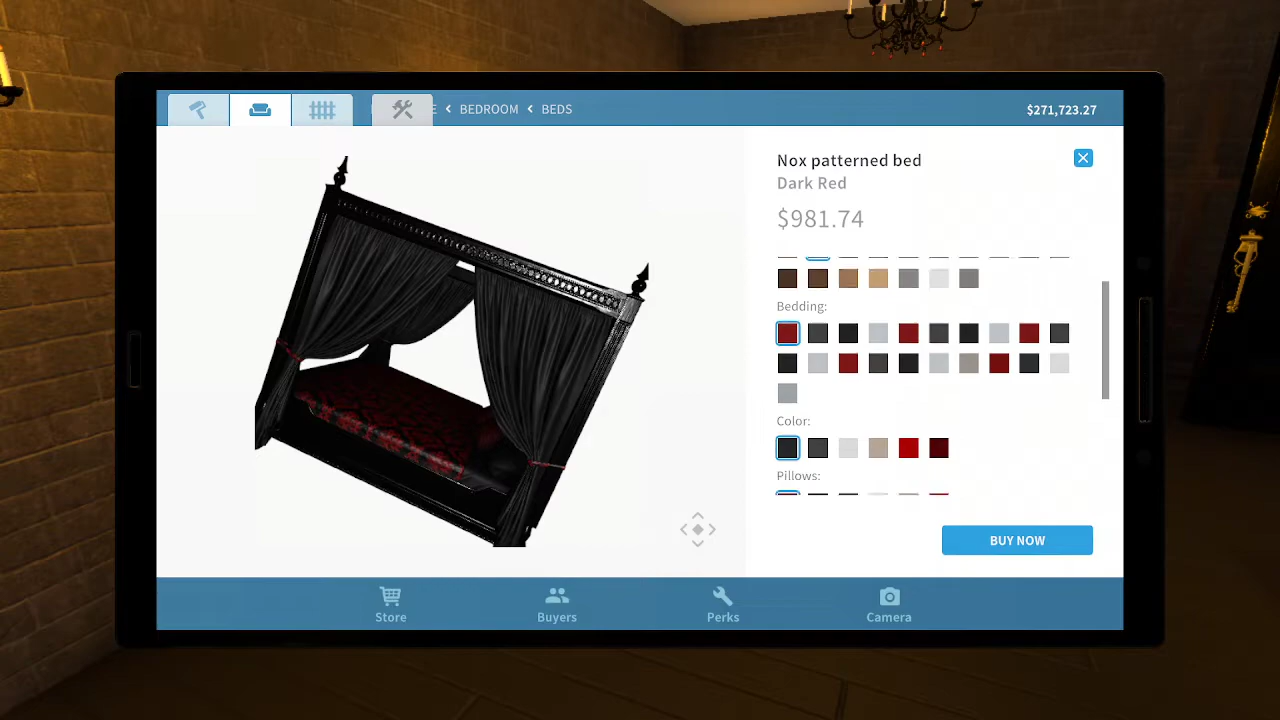 E < BEDROOM < BEDS
$271,723.27
Nox patterned bed
Dark Red
$981.74
Bedding:
Color:
Pillows:
BUY NOW
Store
Buyers
Perks
Camera